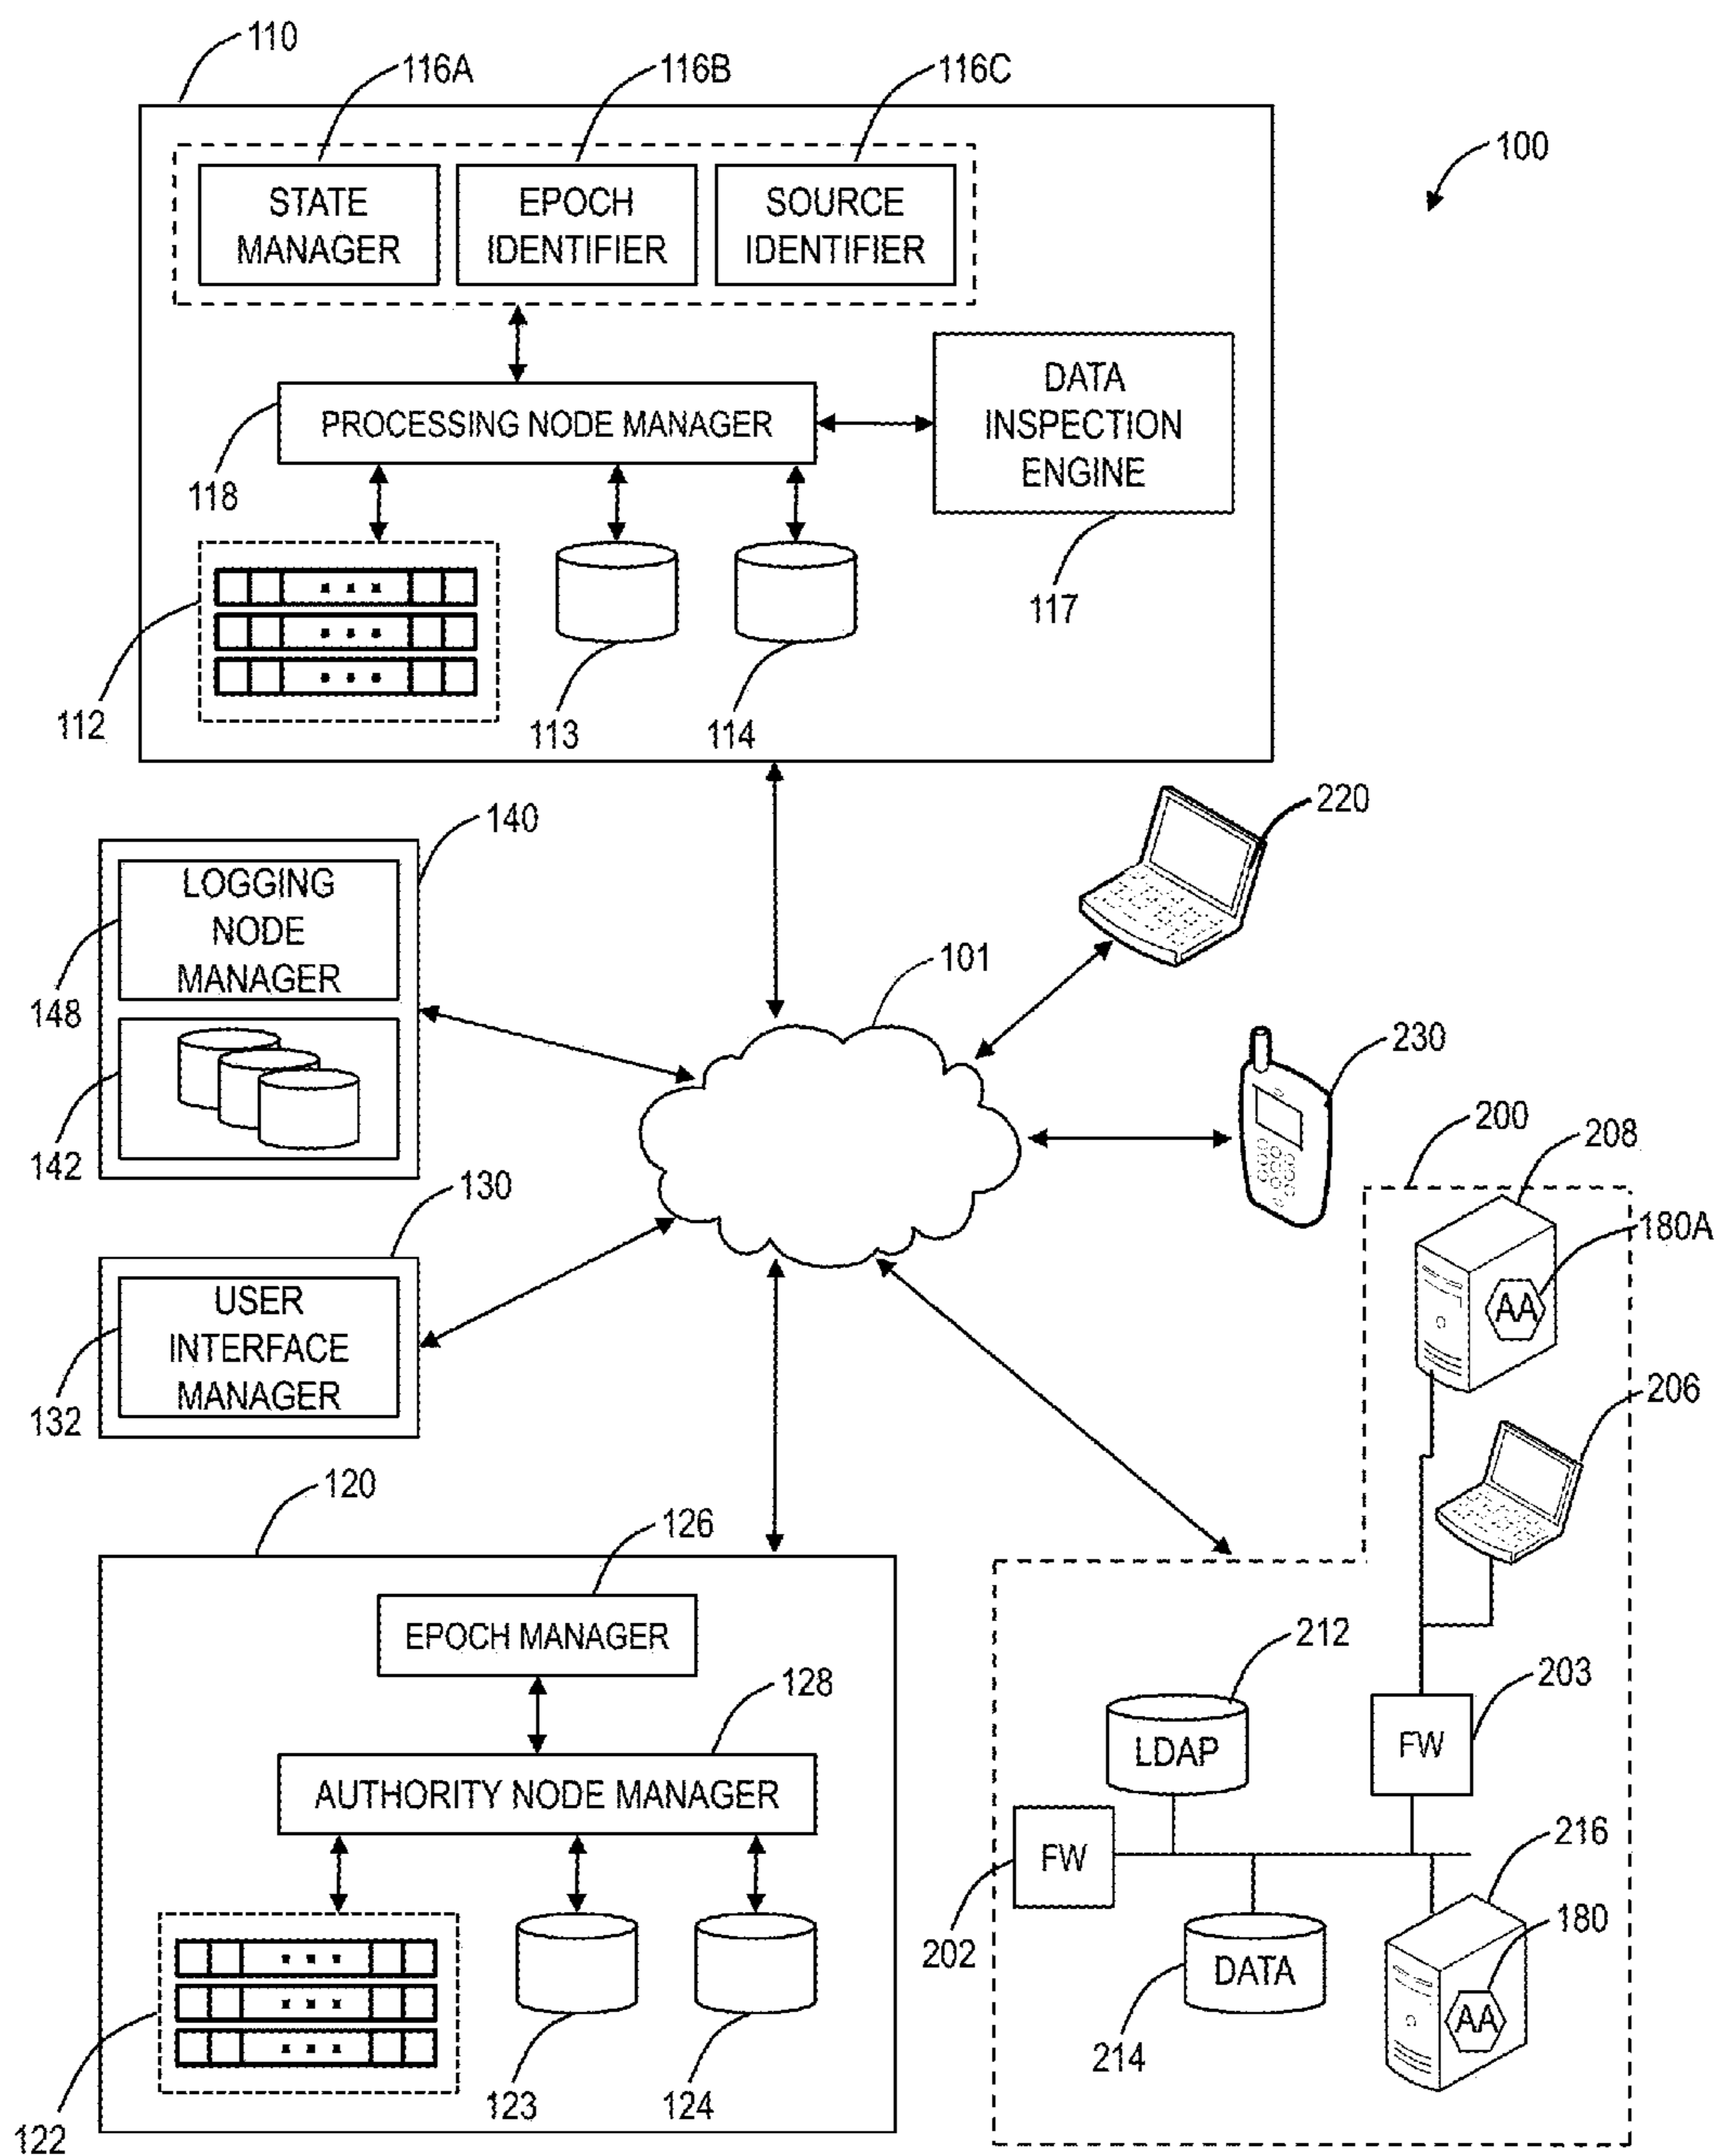 110
116A
116B
116C
100
STATE
MANAGER
EPOCH
IDENTIFIER
SOURCE
IDENTIFIER
PROCESSING NODE MANAGER
118
DATA
INSPECTION
ENGINE
117
112
113
114
220
140
LOGGING
NODE
MANAGER
148
142
101
230
200
208
180A
AA
130
USER
INTERFACE
MANAGER
132
206
120
126
EPOCH MANAGER
128
AUTHORITY NODE MANAGER
122
123
124
212
LDAP
203
FW
FW
202
216
180
AA
DATA
214